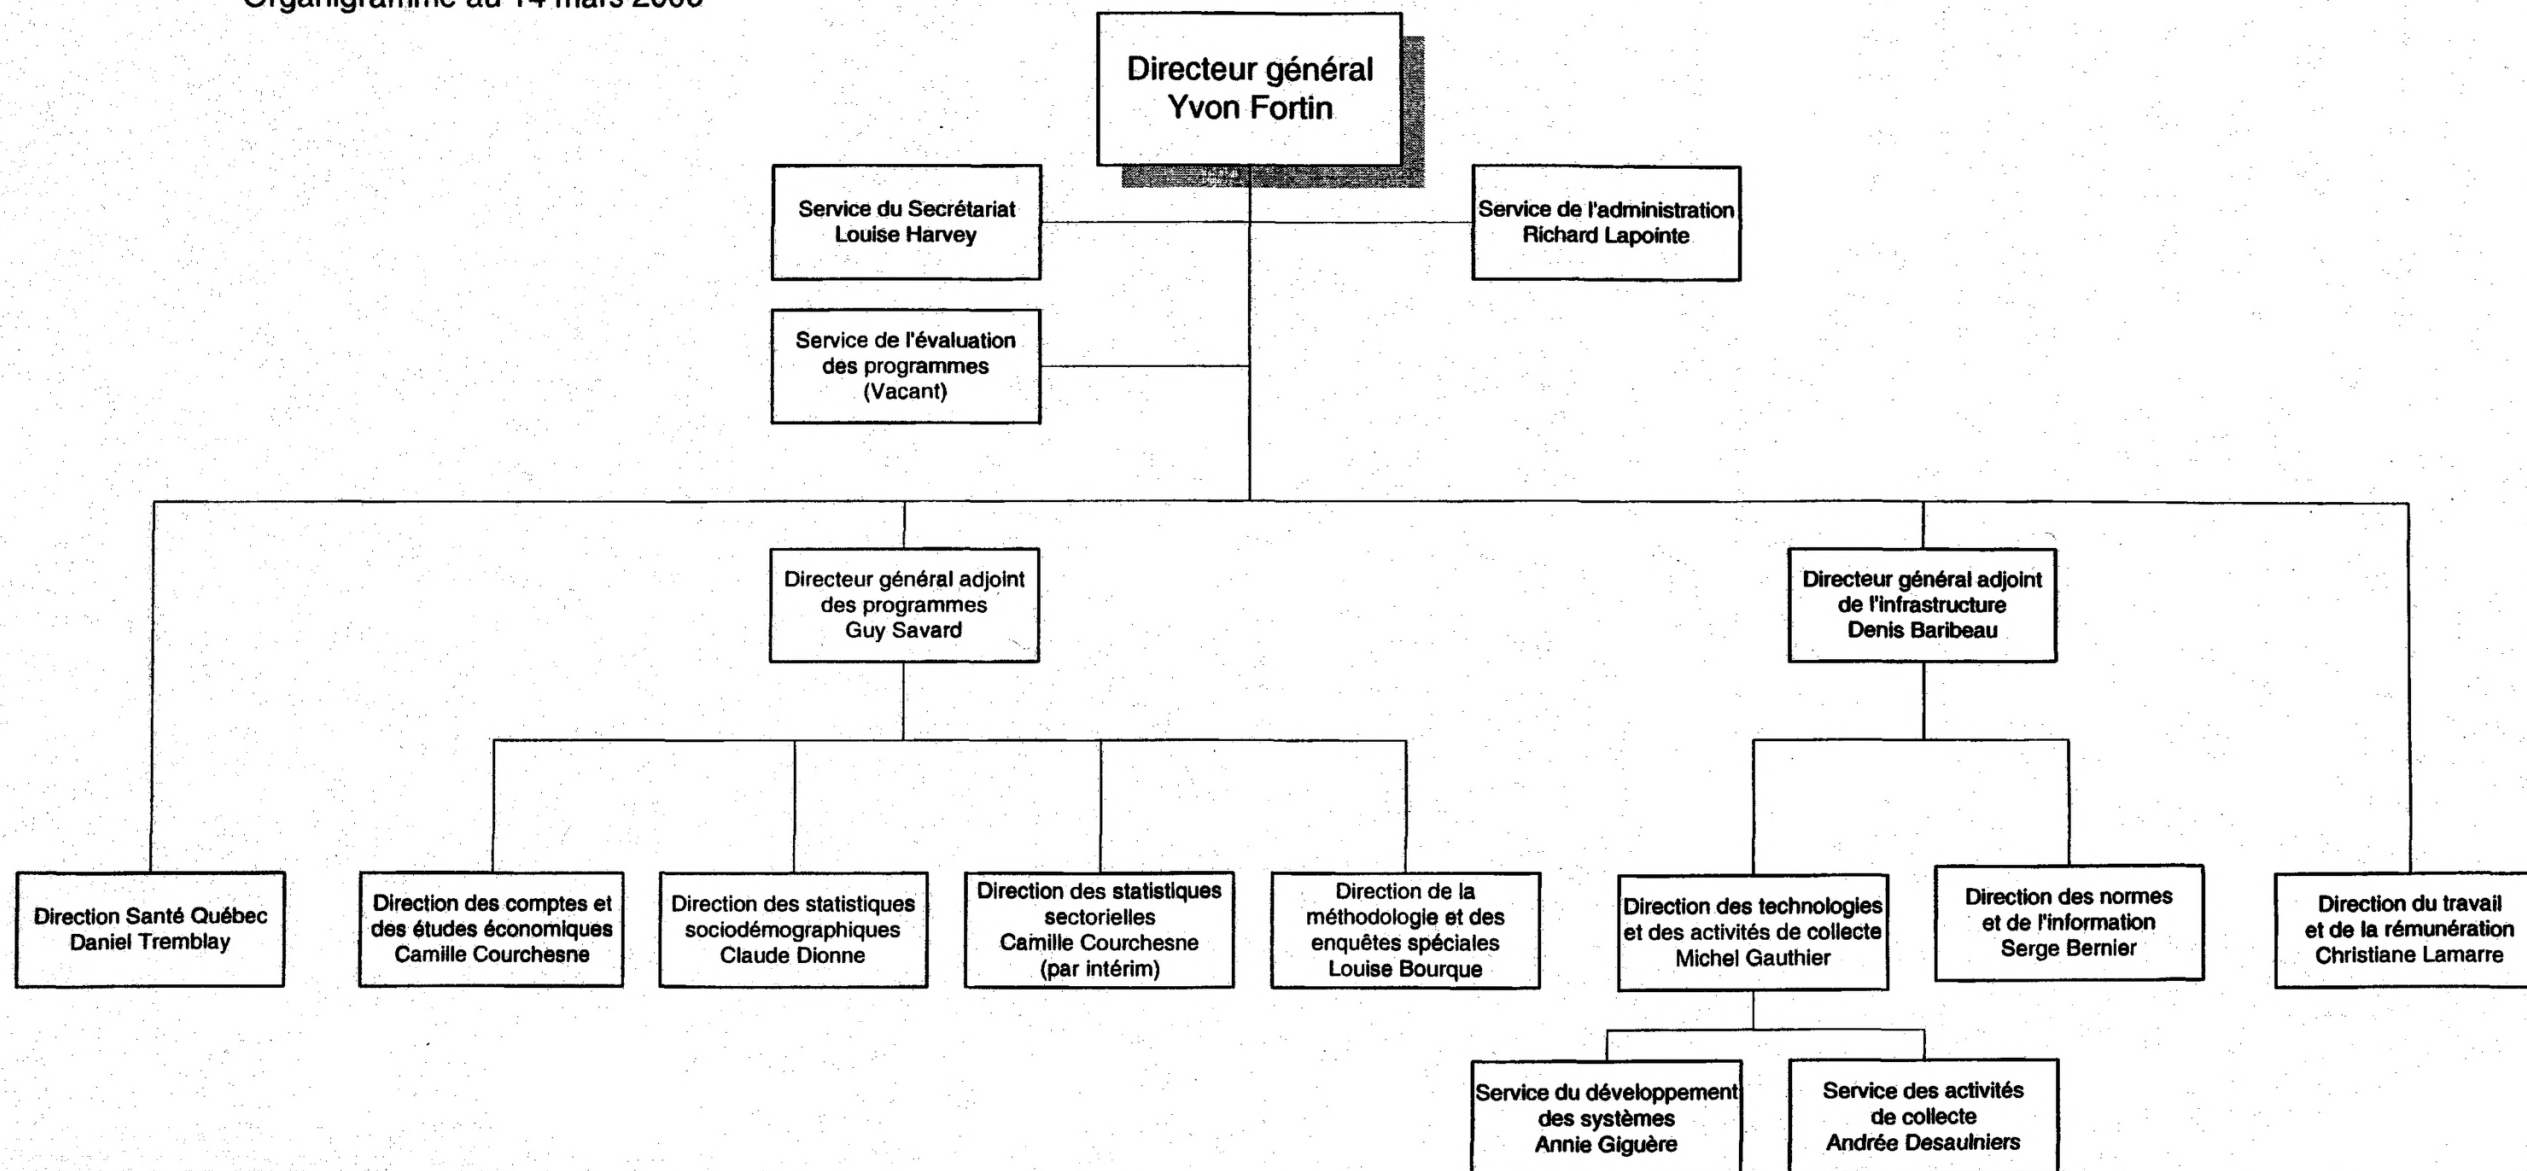 Organigramme au 14 mars 2000
Directeur général
Yvon Fortin
Service du Secrétariat
Louise Harvey
Service de l'administration
Richard Lapointe
Service de l'évaluation
des programmes
(Vacant)
Directeur général adjoint
des programmes
Guy Savard
Directeur général adjoint
de l'infrastructure
Denis Baribeau
Direction Santé Québec
Daniel Tremblay
Direction des comptes et
des études économiques
Camille Courchesne
Direction des statistiques
sociodémographiques
Claude Dionne
Direction des statistiques
sectorielles
Camille Courchesne
(par intérim)
Direction de la
méthodologie et des
enquêtes spéciales
Louise Bourque
Direction des technologies
et des activités de collecte
Michel Gauthier
Direction des normes
et de l'information
Serge Bernier
Direction du travail
et de la rémunération
Christiane Lamarre
Service du développement
des systèmes
Annie Giguère
Service des activités
de collecte
Andrée Desaulniers